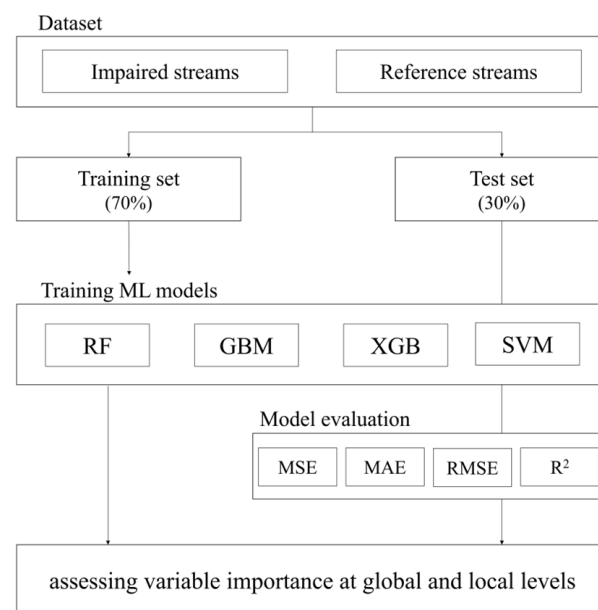 Dataset
Impaired streams
Reference streams
Training set
(70%)
Test set
(30%)
Training ML models
RF
GBM
XGB
SVM
Model evaluation
MSE
MAE
RMSE
R²
assessing variable importance at global and local levels